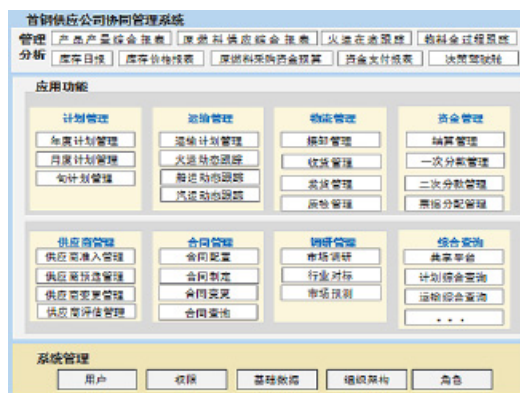 首钢供应公司协同管理系统
管理分析
产品产量综合报表 原燃料供应综合报表 火运在途跟踪 物料全过程跟踪
库存日报 库存价格报表 原燃料采购资金预算 资金支付报表 决策驾驶舱
应用功能
计划管理 运输管理 物流管理 资金管理
年度计划管理 运输计划管理 接卸管理 结算管理
月度计划管理 火运动态跟踪 收货管理 一次分款管理
旬计划管理 船运动态跟踪 发货管理 二次分款管理
汽运动态跟踪 质检管理 票据分配管理
供应商管理 合同管理 调研管理 综合查询
供应商准入管理 合同配置 市场调研 共享平台
供应商预选管理 合同制定 行业对标 计划综合查询
供应商变更管理 合同变更 市场预测 运输综合查询
供应商评估管理 合同查询 ...
系统管理
用户 权限 基础数据 组织架构 角色